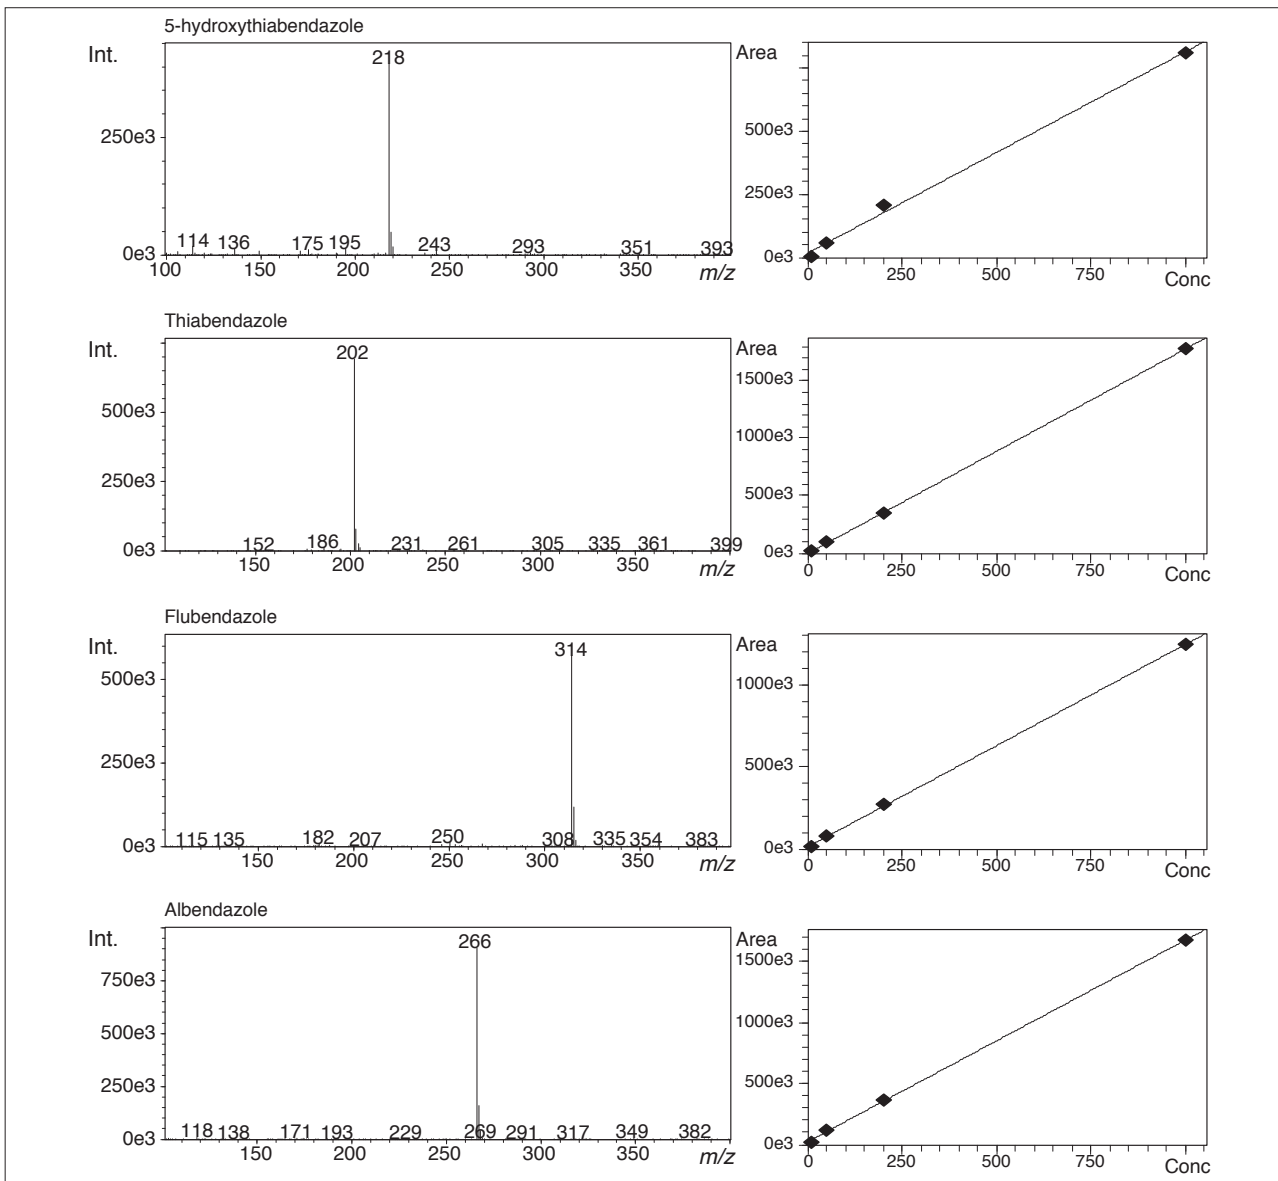 5-hydroxythiabendazole
Int.
218
250e3
114 136 175 195 243 293 351 393
0e3
100 150 200 250 300 350
m/z
Area
500e3
250e3
0e3
0 250 500 750
Conc
Thiabendazole
Int.
202
500e3
250e3
152 186 231 261 305 335 361 399
0e3
150 200 250 300 350
m/z
Area
1500e3
1000e3
500e3
0e3
0 250 500 750
Conc
Flubendazole
Int.
314
500e3
250e3
115 135 182 207 250 308 335 354 383
0e3
150 200 250 300 350
m/z
Area
1000e3
500e3
0e3
0 250 500 750
Conc
Albendazole
Int.
266
750e3
500e3
250e3
118 138 171 193 229 269 291 317 349 382
0e3
150 200 250 300 350
m/z
Area
1500e3
1000e3
500e3
0e3
0 250 500 750
Conc